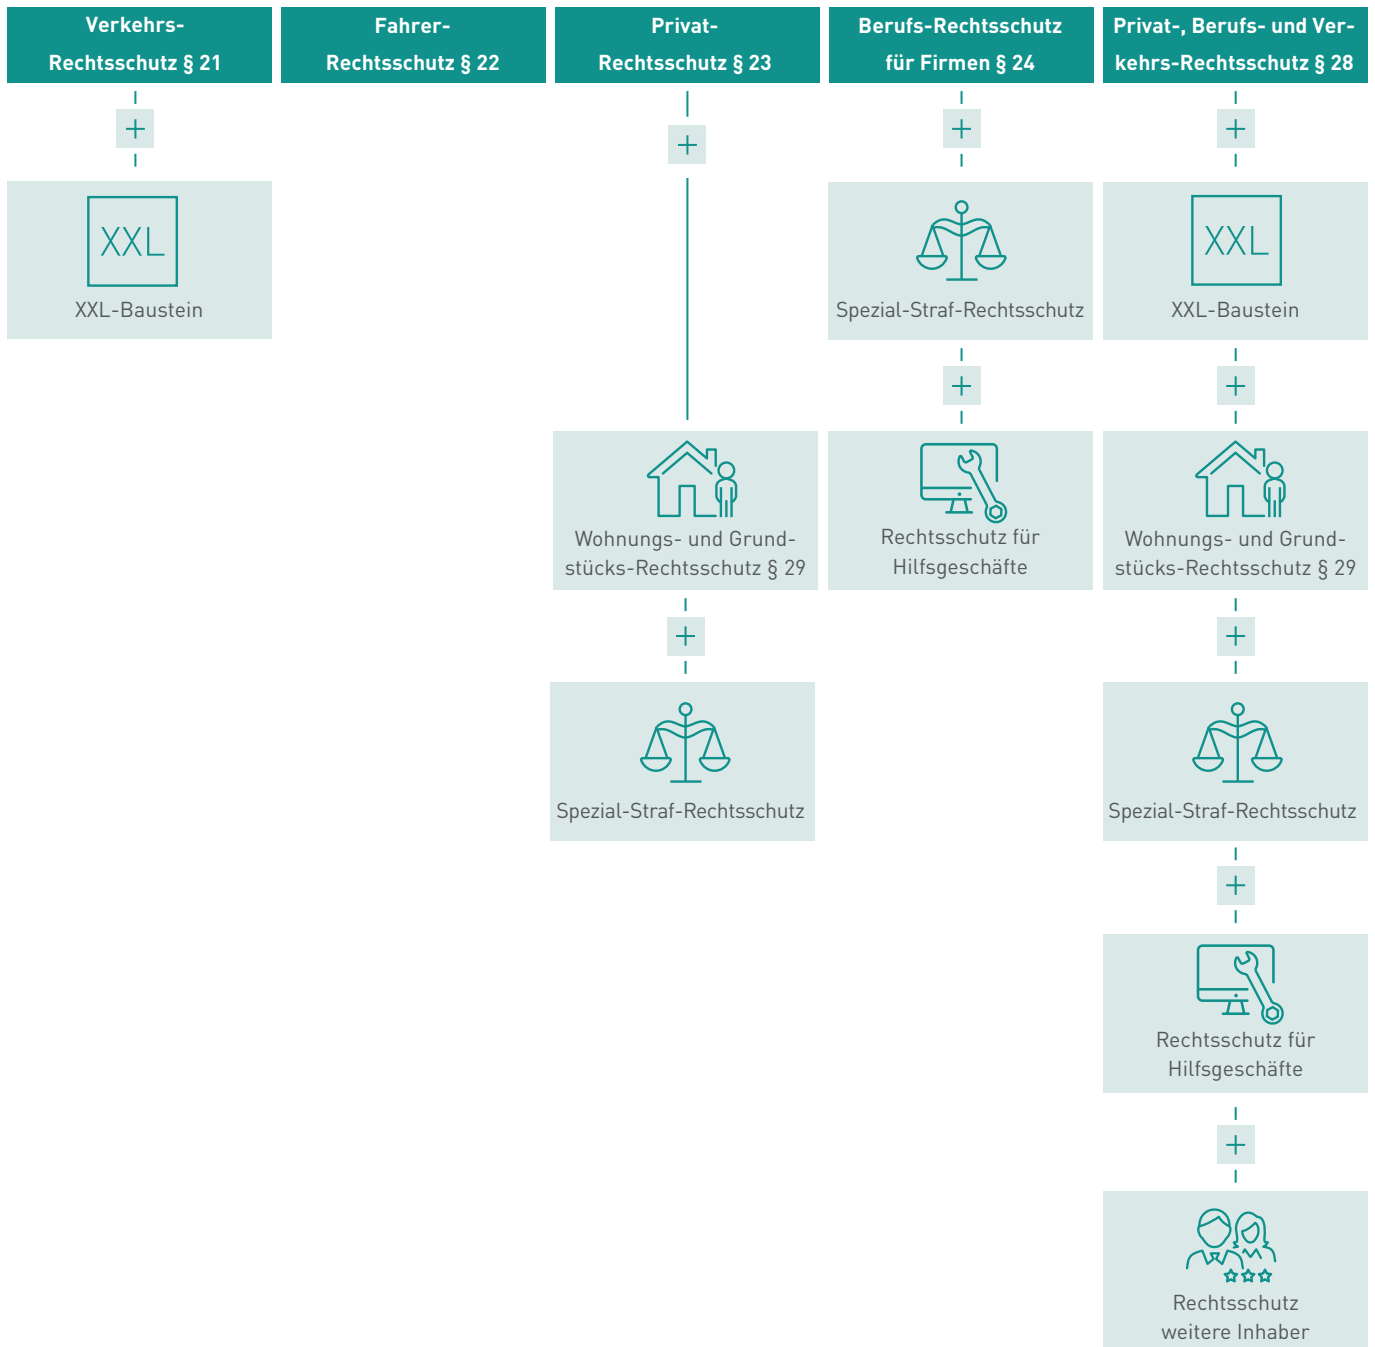 Verkehrs-
Rechtsschutz § 21
Fahrer-
Rechtsschutz § 22
Privat-
Rechtsschutz § 23
Berufs-Rechtsschutz
für Firmen § 24
Privat-, Berufs- und Ver-
kehrs-Rechtsschutz § 28
XXL
XXL-Baustein
Spezial-Straf-Rechtsschutz
XXL
XXL-Baustein
Wohnungs- und Grund-
stücks-Rechtsschutz § 29
Rechtsschutz für
Hilfsgeschäfte
Wohnungs- und Grund-
stücks-Rechtsschutz § 29
Spezial-Straf-Rechtsschutz
Spezial-Straf-Rechtsschutz
Rechtsschutz für
Hilfsgeschäfte
Rechtsschutz
weitere Inhaber